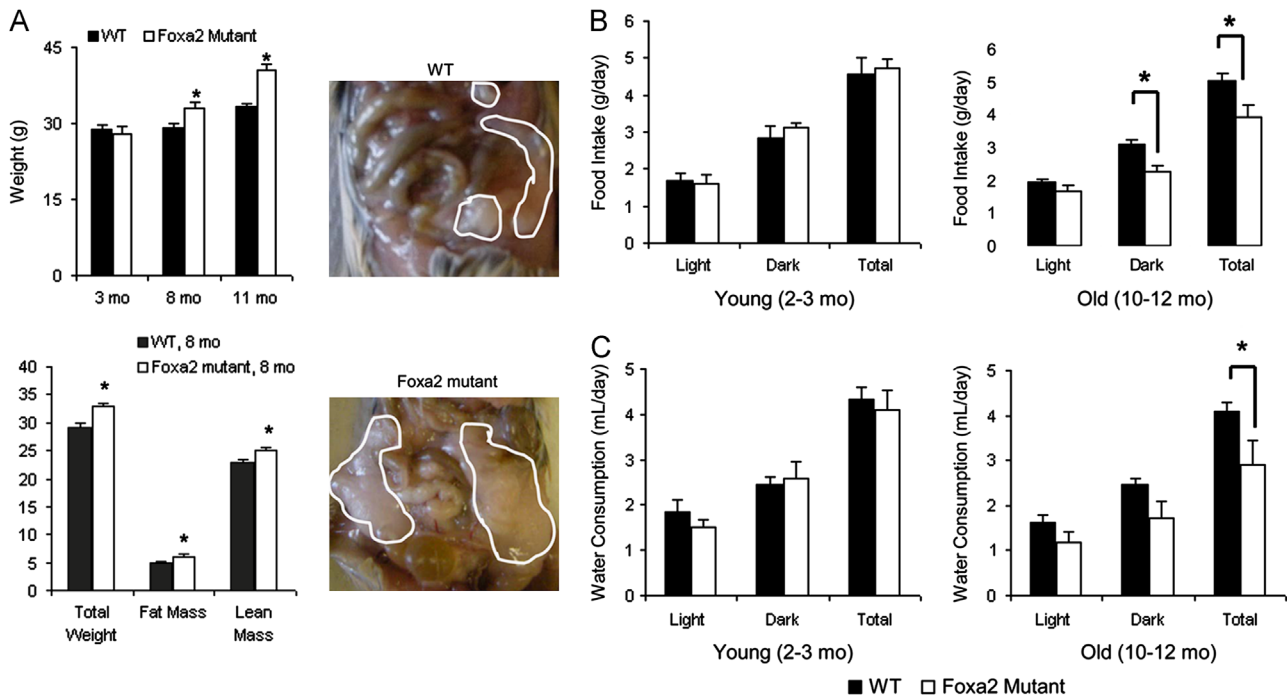 A
WT Foxa2 Mutant
Weight (g)
45
30
15
0
*
*
3 mo 8 mo 11 mo
WT
WT, 8 mo
Foxa2 mutant, 8 mo
40
35
30
25
20
15
10
5
0
*
*
*
Total Weight
Fat Mass
Lean Mass
Foxa2 mutant
B
Food Intake (g/day)
6
5
4
3
2
1
0
Light Dark Total
Young (2-3 mo)
Food Intake (g/day)
6
5
4
3
2
1
0
*
*
Light Dark Total
Old (10-12 mo)
C
Water Consumption (mL/day)
5
4
3
2
1
0
Light Dark Total
Young (2-3 mo)
Water Consumption (mL/day)
5
4
3
2
1
0
*
Light Dark Total
Old (10-12 mo)
WT Foxa2 Mutant